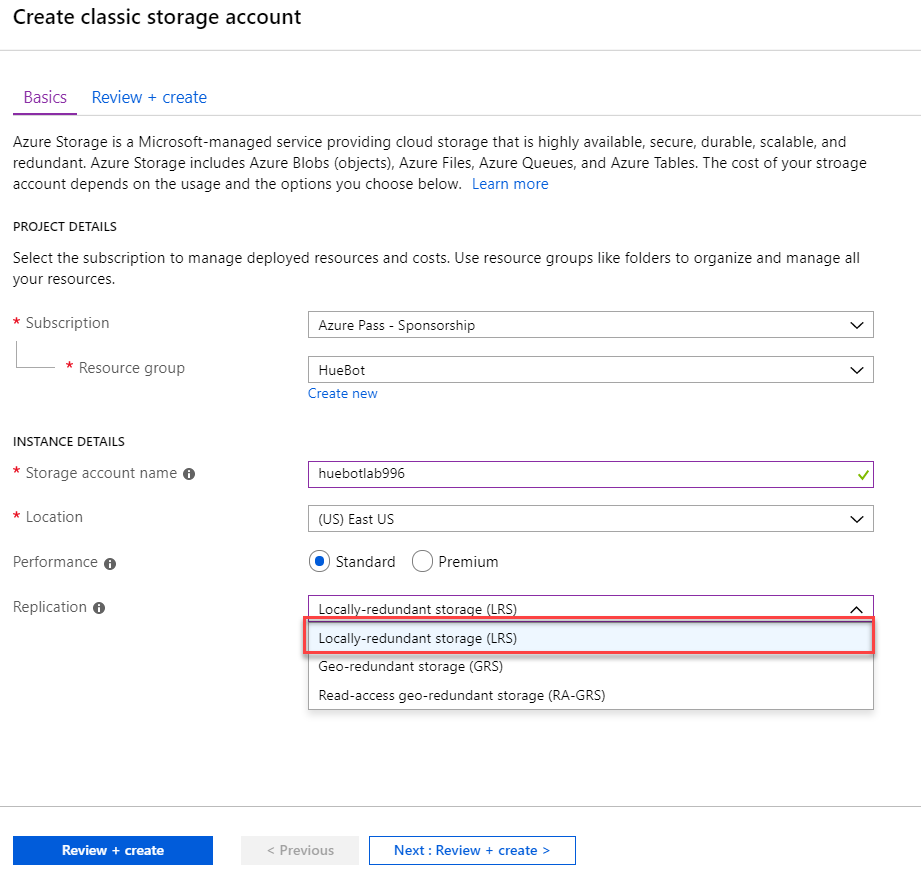 Create classic storage account
Basics
Review + create
Azure Storage is a Microsoft-managed service providing cloud storage that is highly available, secure, durable, scalable, and
redundant. Azure Storage includes Azure Blobs (objects), Azure Files, Azure Queues, and Azure Tables. The cost of your stroage
account depends on the usage and the options you choose below. Learn more
PROJECT DETAILS
Select the subscription to manage deployed resources and costs. Use resource groups like folders to organize and manage all
your resources.
* Subscription
Azure Pass - Sponsorship
* Resource group
HueBot
Create new
INSTANCE DETAILS
* Storage account name
huebotlab996
* Location
(US) East US
Performance
Standard
Premium
Replication
Locally-redundant storage (LRS)
Locally-redundant storage (LRS)
Geo-redundant storage (GRS)
Read-access geo-redundant storage (RA-GRS)
Review + create
< Previous
Next : Review + create >